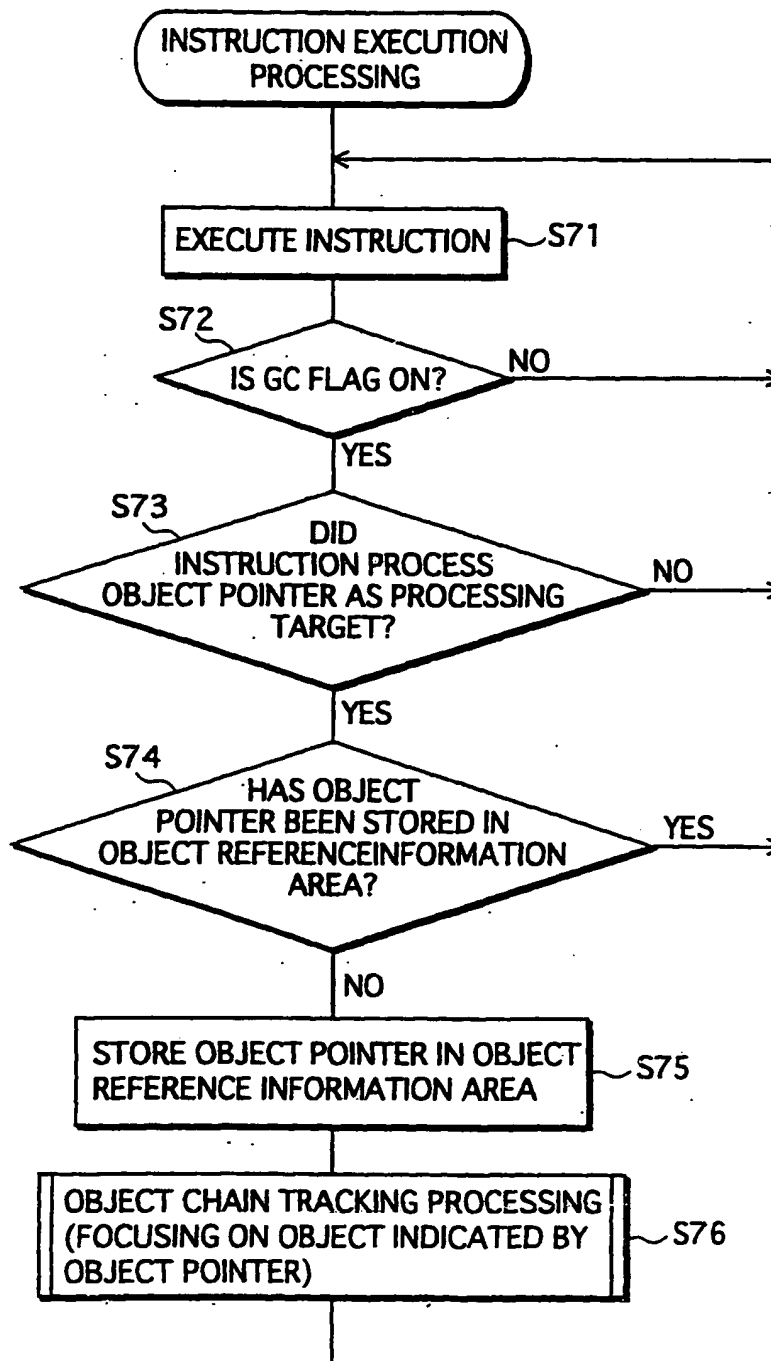 INSTRUCTION EXECUTION
PROCESSING
EXECUTE INSTRUCTION
S71
S72
IS GC FLAG ON?
NO
YES
S73
DID
INSTRUCTION PROCESS
OBJECT POINTER AS PROCESSING
TARGET?
NO
YES
S74
HAS OBJECT
POINTER BEEN STORED IN
OBJECT REFERENCEINFORMATION
AREA?
YES
NO
STORE OBJECT POINTER IN OBJECT
REFERENCE INFORMATION AREA
S75
OBJECT CHAIN TRACKING PROCESSING
(FOCUSING ON OBJECT INDICATED BY
OBJECT POINTER)
S76